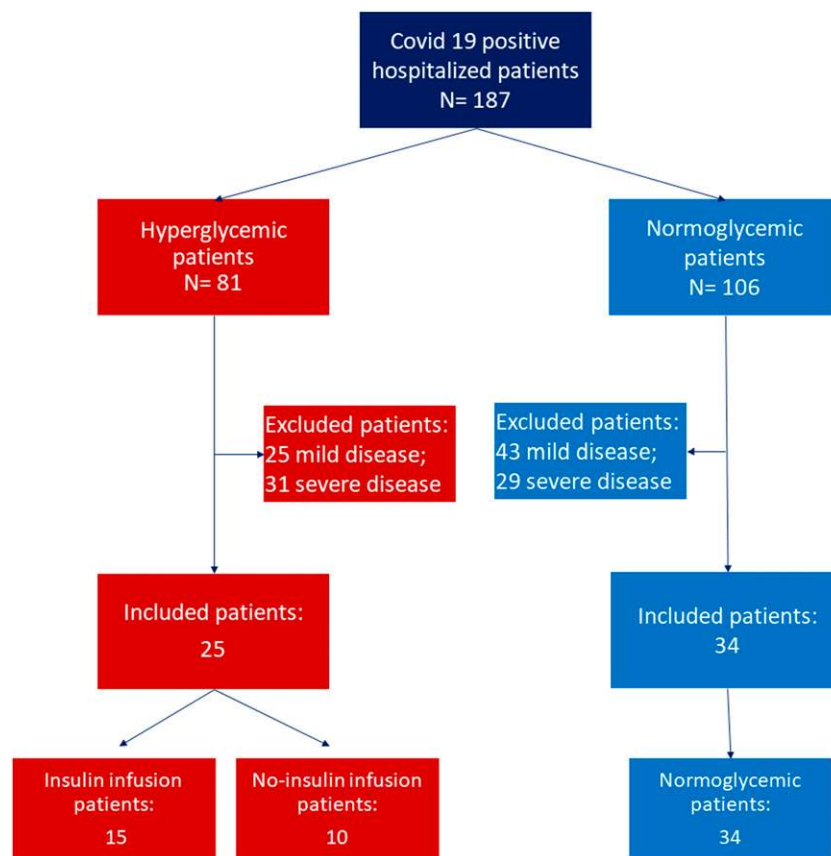 Covid 19 positive
hospitalized patients
N= 187
Hyperglycemic
patients
N= 81
Normoglycemic
patients
N= 106
Excluded patients:
25 mild disease;
31 severe disease
Excluded patients:
43 mild disease;
29 severe disease
Included patients:
25
Included patients:
34
Insulin infusion
patients:
15
No-insulin infusion
patients:
10
Normoglycemic
patients:
34